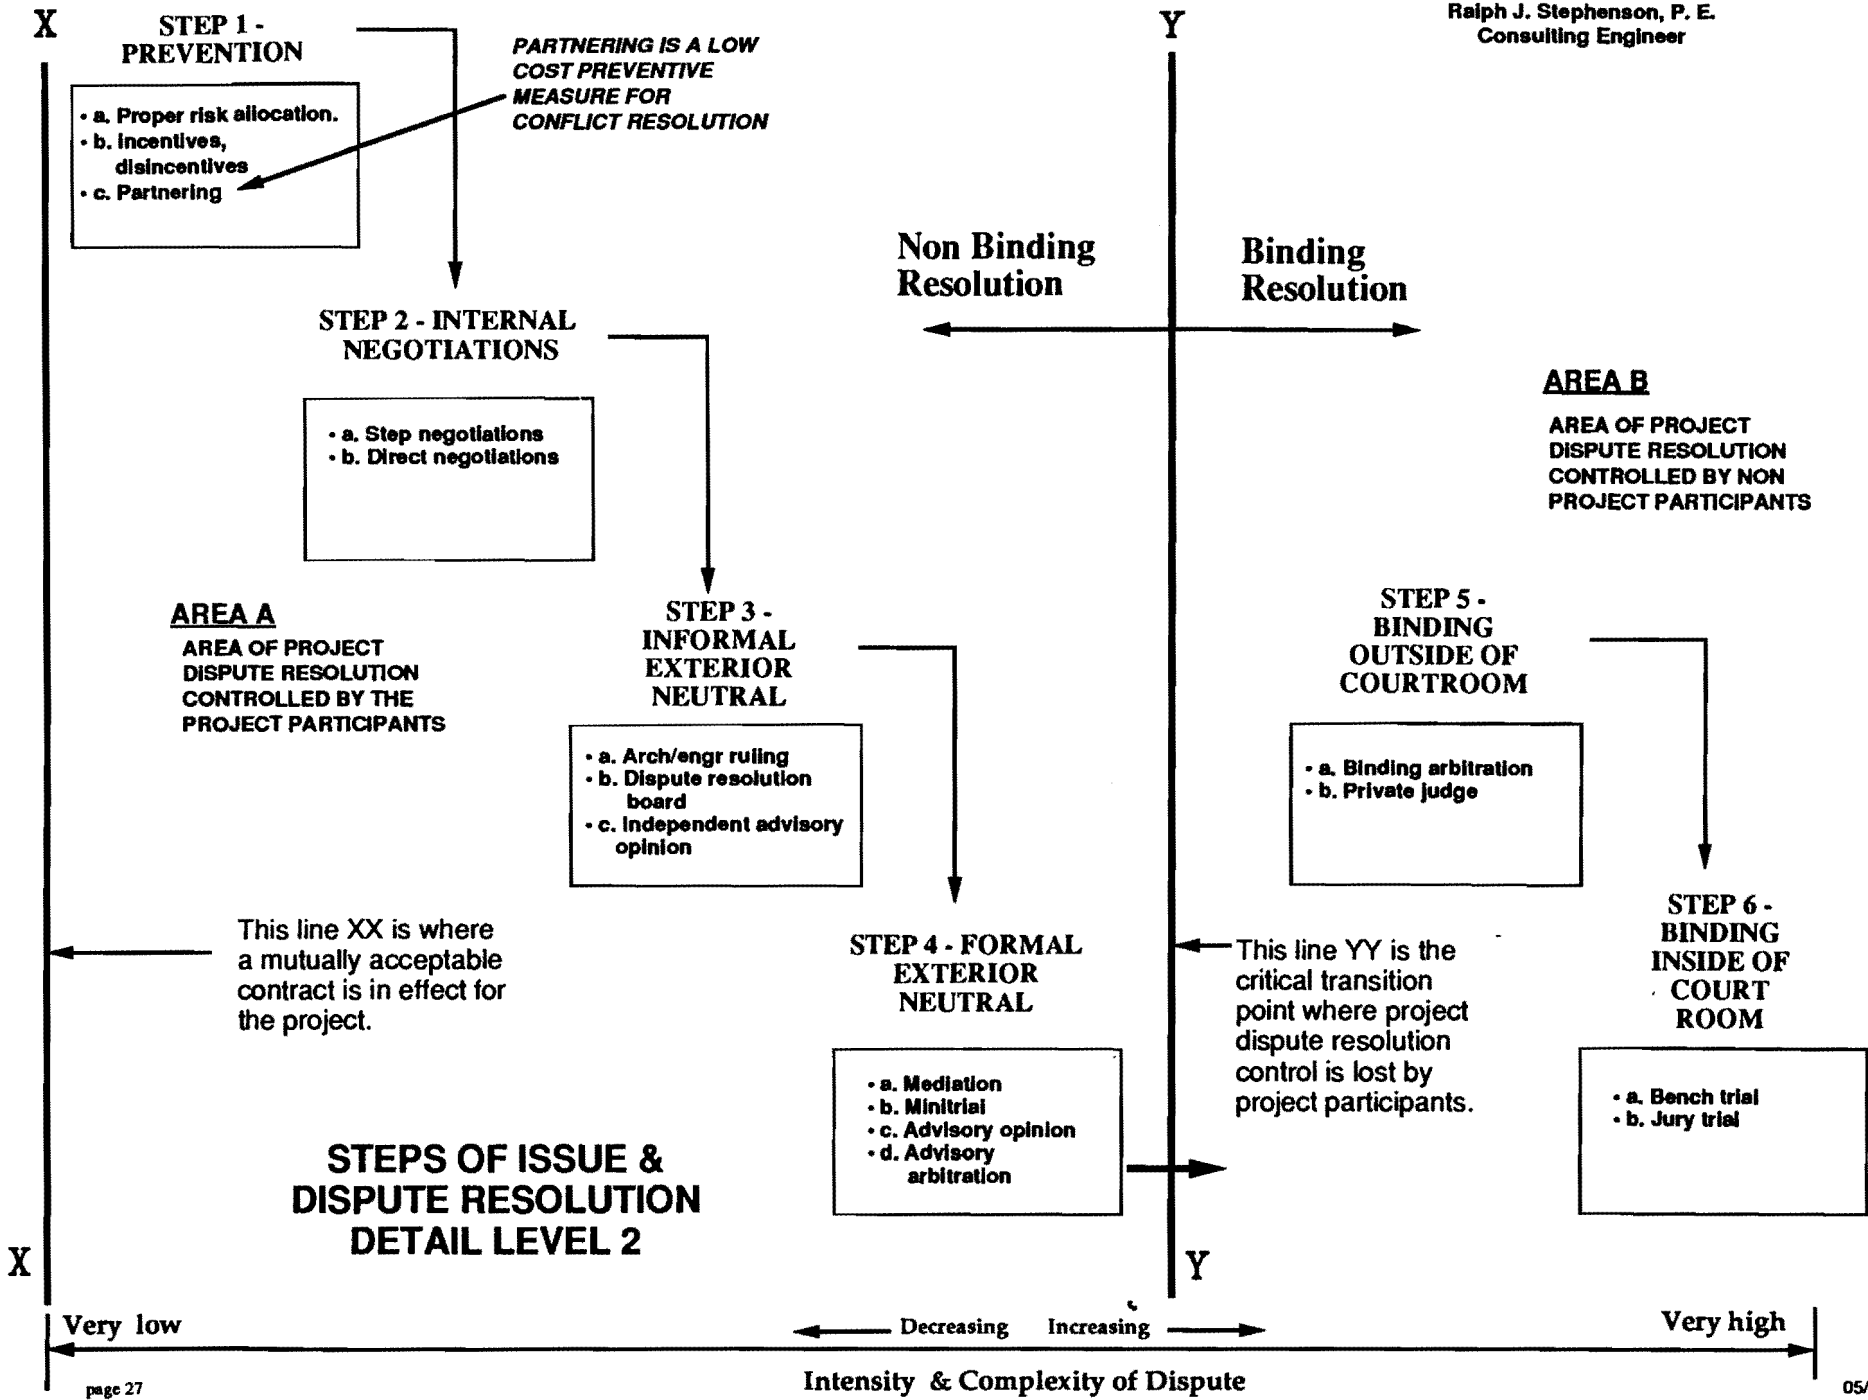 X
STEP 1 -
PREVENTION
• a. Proper risk allocation.
• b. Incentives,
disincentives
• c. Partnering
PARTNERING IS A LOW
COST PREVENTIVE
MEASURE FOR
CONFLICT RESOLUTION
Y
Ralph J. Stephenson, P. E.
Consulting Engineer
Non Binding
Resolution
Binding
Resolution
STEP 2 - INTERNAL
NEGOTIATIONS
• a. Step negotiations
• b. Direct negotiations
AREA B
AREA OF PROJECT
DISPUTE RESOLUTION
CONTROLLED BY NON
PROJECT PARTICIPANTS
AREA A
AREA OF PROJECT
DISPUTE RESOLUTION
CONTROLLED BY THE
PROJECT PARTICIPANTS
STEP 3 -
INFORMAL
EXTERIOR
NEUTRAL
• a. Arch/engr ruling
• b. Dispute resolution
board
• c. Independent advisory
opinion
STEP 5 -
BINDING
OUTSIDE OF
COURTROOM
• a. Binding arbitration
• b. Private judge
This line XX is where
a mutually acceptable
contract is in effect for
the project.
STEP 4 - FORMAL
EXTERIOR
NEUTRAL
• a. Mediation
• b. Minitrial
• c. Advisory opinion
• d. Advisory
arbitration
This line YY is the
critical transition
point where project
dispute resolution
control is lost by
project participants.
STEP 6 -
BINDING
INSIDE OF
COURT
ROOM
• a. Bench trial
• b. Jury trial
STEPS OF ISSUE &
DISPUTE RESOLUTION
DETAIL LEVEL 2
X
Y
Very low
Decreasing
Increasing
Very high
Intensity & Complexity of Dispute
page 27
05/